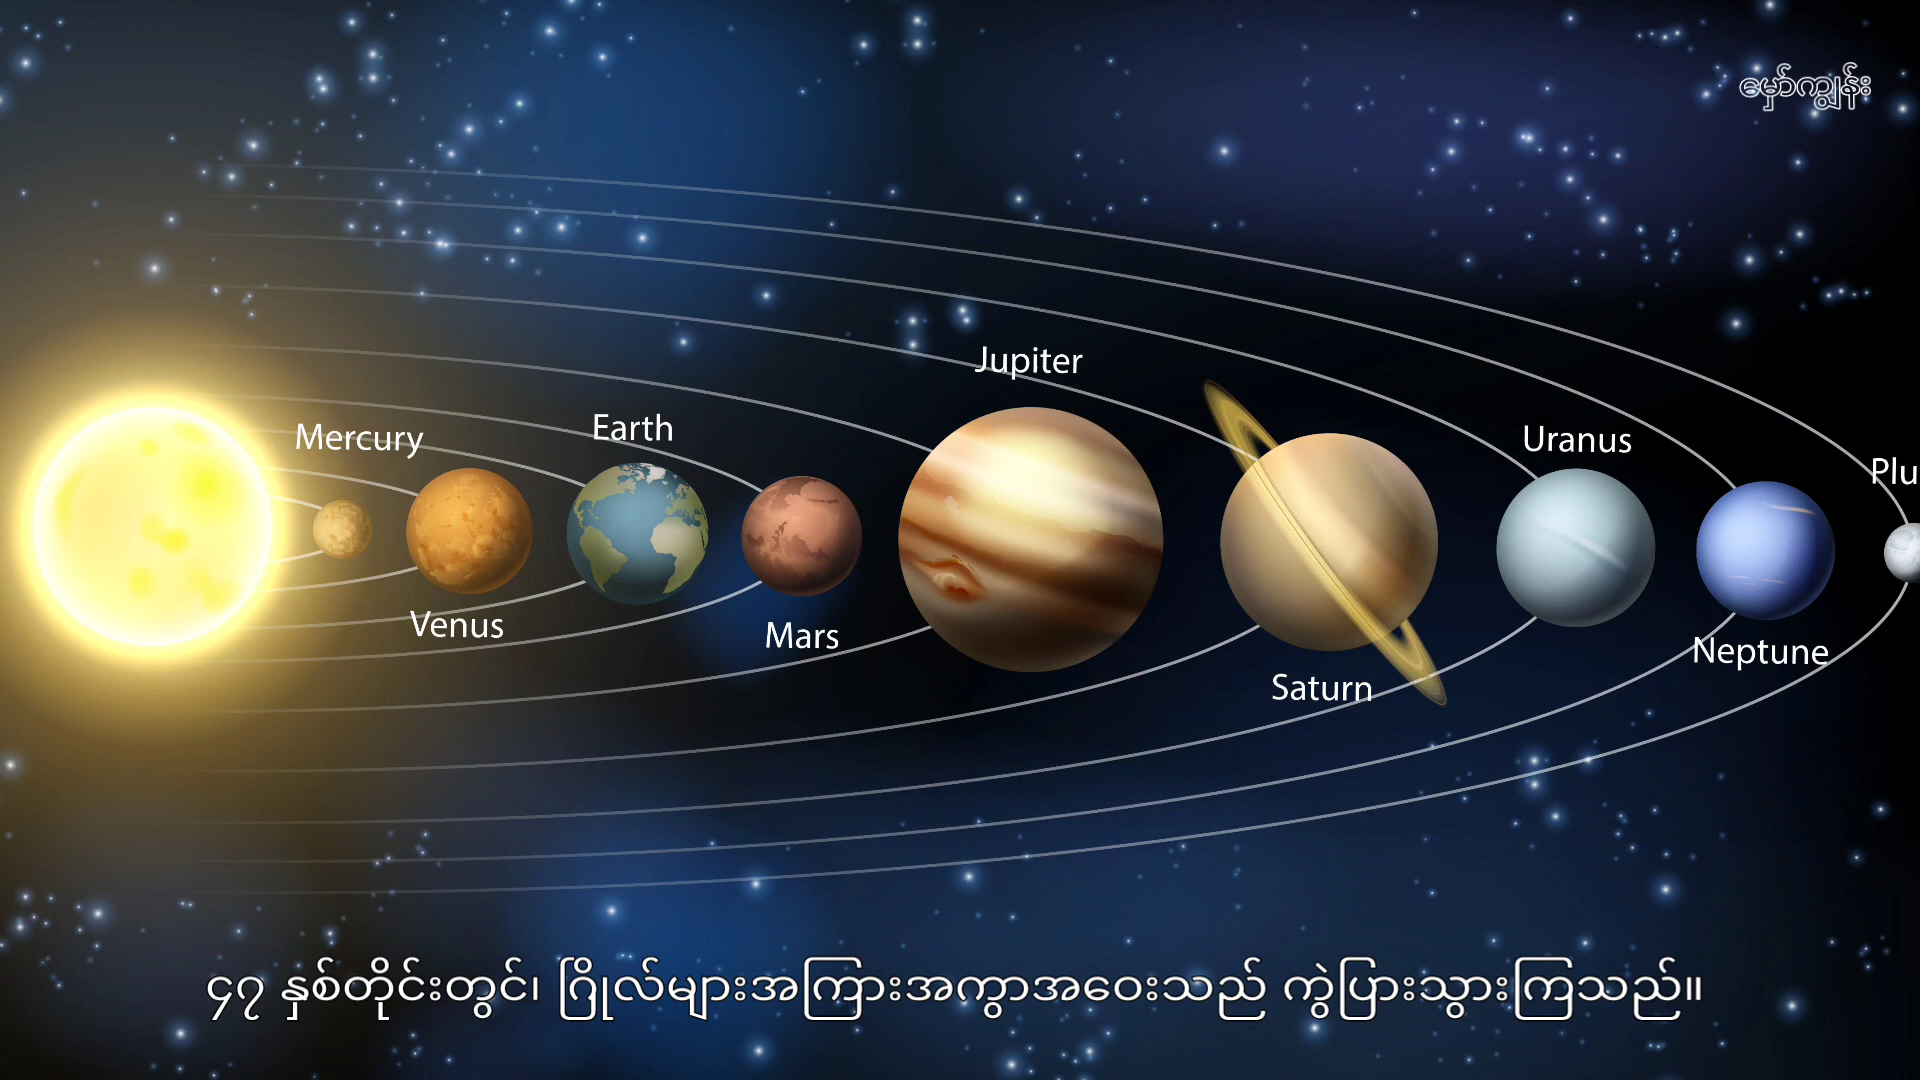 မှော်ကျွန်း
Jupiter
Earth
Mercury
Uranus
Plu
Venus
Mars
Neptune
Saturn
၄၇ နှစ်တိုင်းတွင်၊ ဂြိုလ်များအကြားအကွာအဝေးသည် ကွဲပြားသွားကြသည်။